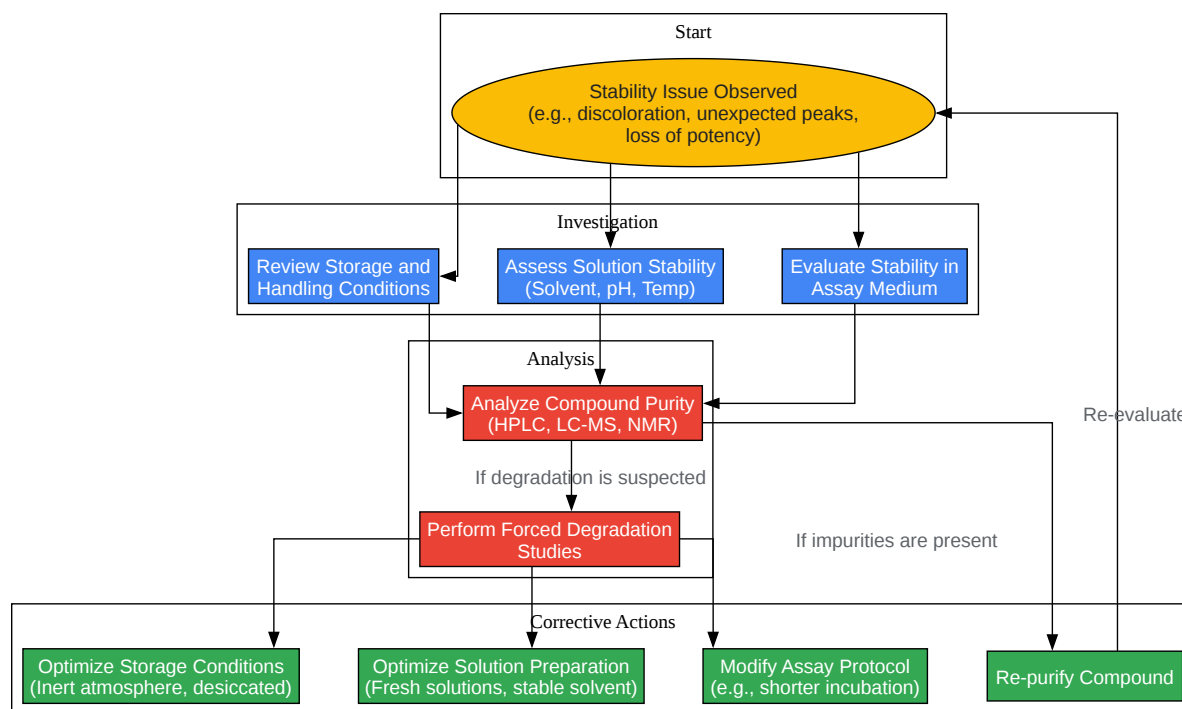 Start
Stability Issue Observed
(e.g., discoloration, unexpected peaks,
loss of potency)
Investigation
Review Storage and
Handling Conditions
Assess Solution Stability
(Solvent, pH, Temp)
Evaluate Stability in
Assay Medium
Analysis
Analyze Compound Purity
(HPLC, LC-MS, NMR)
Re-evaluate
If degradation is suspected
Perform Forced Degradation
Studies
If impurities are present
Corrective Actions
Optimize Storage Conditions
(Inert atmosphere, desiccated)
Optimize Solution Preparation
(Fresh solutions, stable solvent)
Modify Assay Protocol
(e.g., shorter incubation)
Re-purify Compound